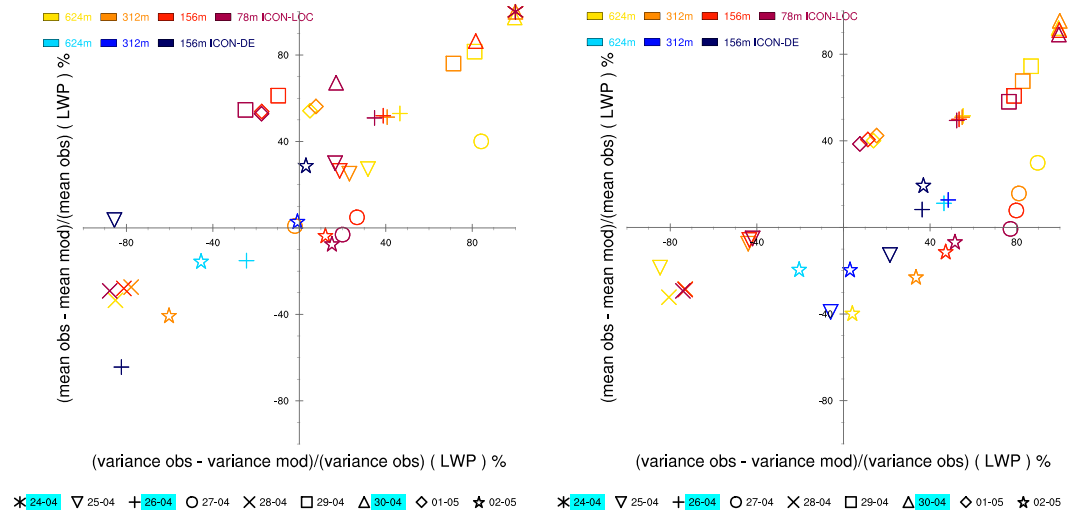 624m 312m 156m 78m ICON-LOC
624m 312m 156m ICON-DE
(mean obs - mean mod)/(mean obs) ( LWP ) %
80
40
-80 -40 40 80
-40
-80
(variance obs - variance mod)/(variance obs) ( LWP ) %
24-04 25-04 26-04 27-04 28-04 29-04 30-04 01-05 02-05
624m 312m 156m 78m ICON-LOC
624m 312m 156m ICON-DE
(mean obs - mean mod)/(mean obs) ( LWP ) %
80
40
-80 -40 40 80
-40
-80
(variance obs - variance mod)/(variance obs) ( LWP ) %
24-04 25-04 26-04 27-04 28-04 29-04 30-04 01-05 02-05